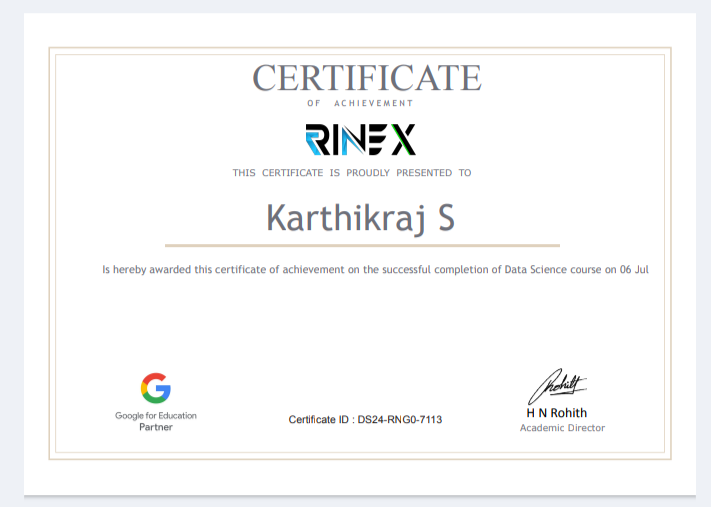 CERTIFICATE
OF ACHIEVEMENT
RINEX
THIS CERTIFICATE IS PROUDLY PRESENTED TO
Karthikraj S
Is hereby awarded this certificate of achievement on the successful completion of Data Science course on 06 Jul
Google for Education
Partner
Certificate ID : DS24-RNG0-7113
Rohith
H N Rohith
Academic Director